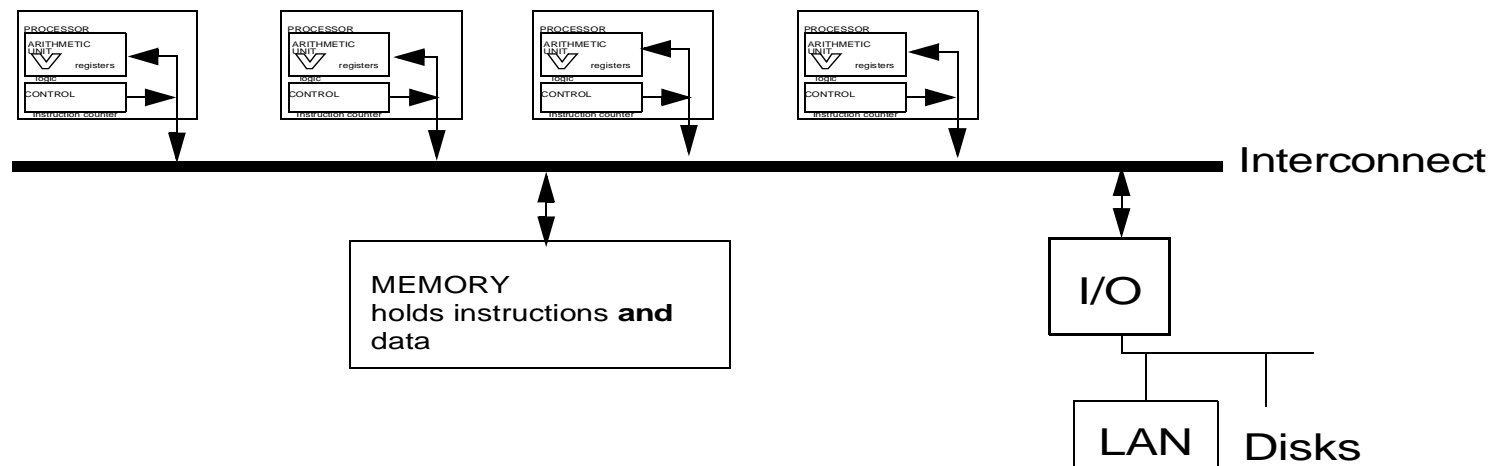 PROCESSOR
ARITHMETIC
UNIT
registers
logic
CONTROL
Instruction counter
PROCESSOR
ARITHMETIC
UNIT
registers
logic
CONTROL
Instruction counter
PROCESSOR
ARITHMETIC
UNIT
registers
logic
CONTROL
Instruction counter
PROCESSOR
ARITHMETIC
UNIT
registers
logic
CONTROL
Instruction counter
Interconnect
MEMORY
holds instructions and
data
I/O
LAN
Disks